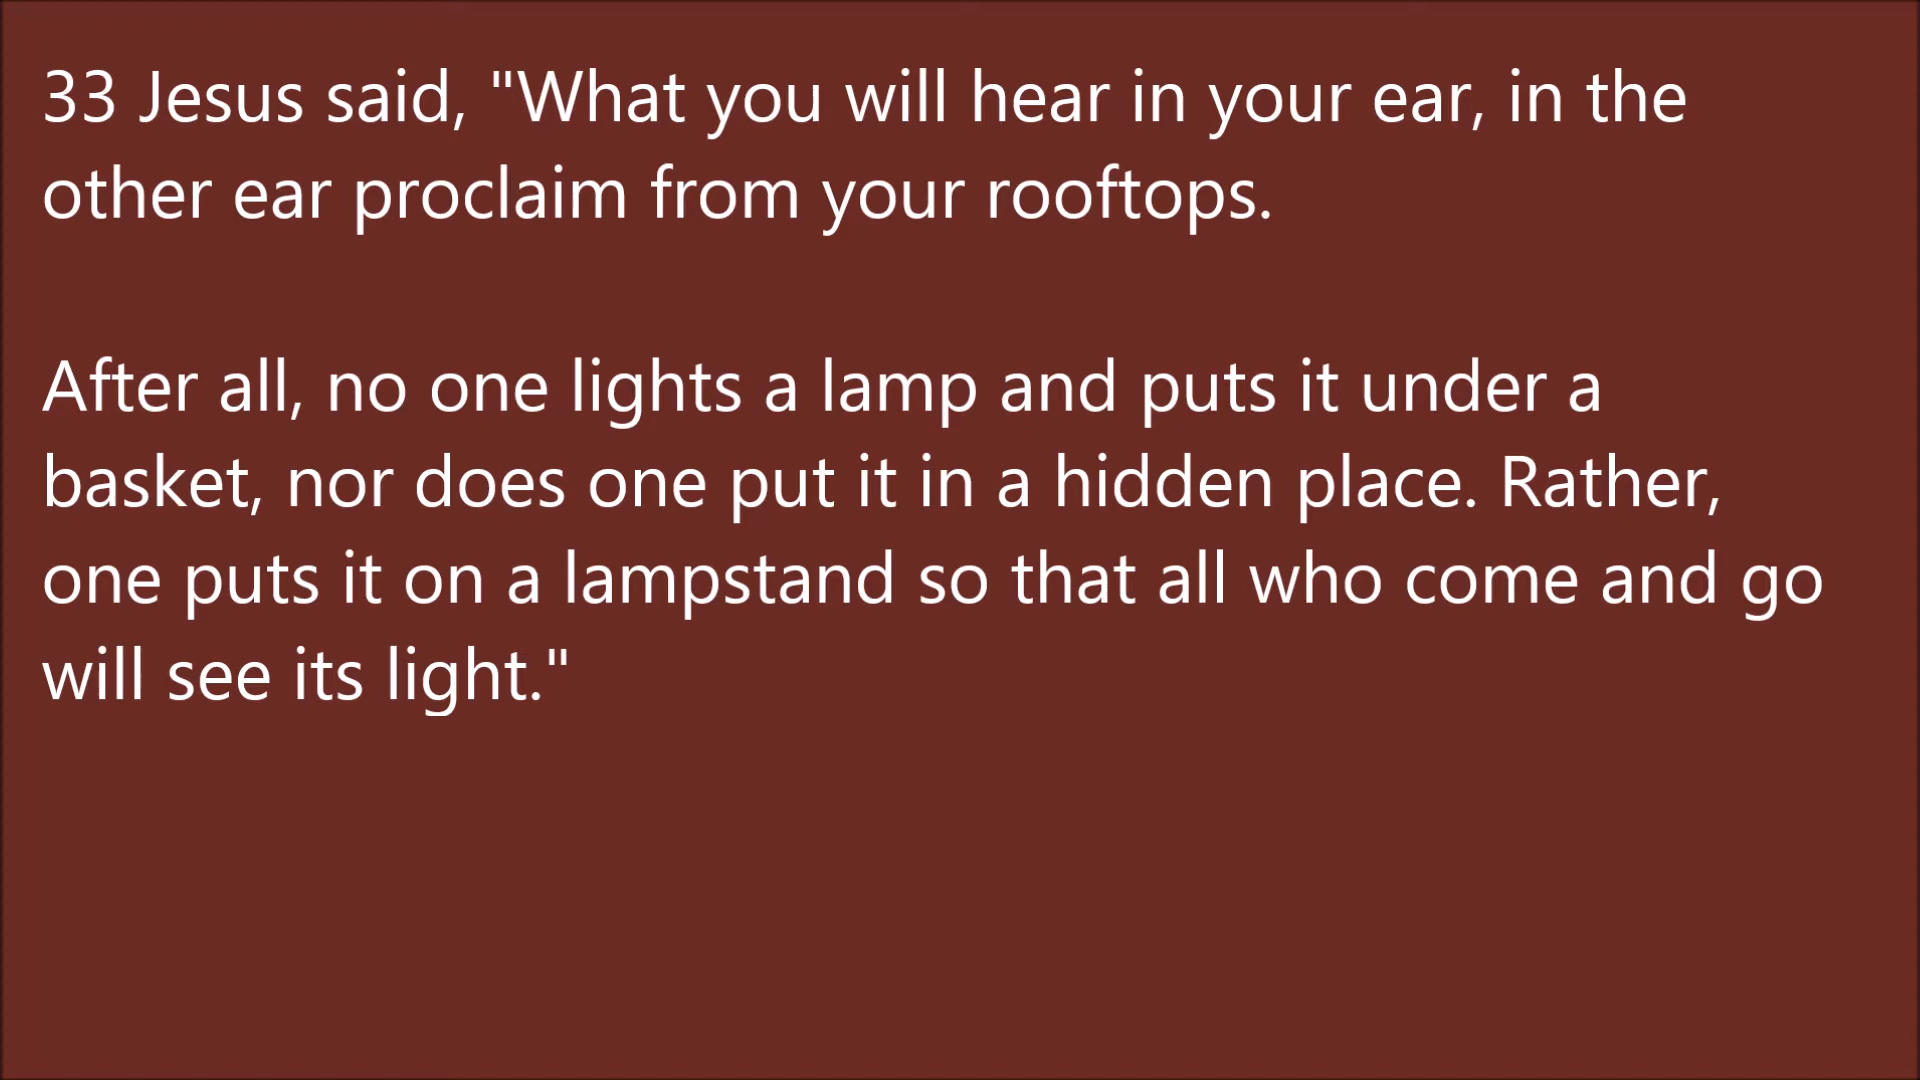 33 Jesus said, "What you will hear in your ear, in the
other ear proclaim from your rooftops.
After all, no one lights a lamp and puts it under a
basket, nor does one put it in a hidden place. Rather,
one puts it on a lampstand so that all who come and go
will see its light."